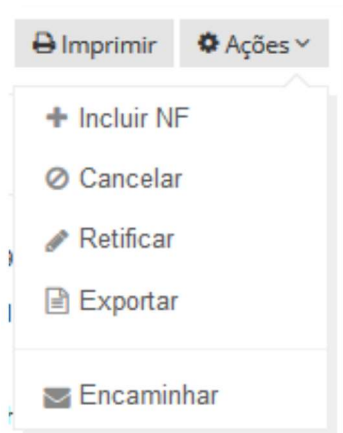 Imprimir Ações
Incluir NF
Cancelar
Retificar
Exportar
Encaminhar